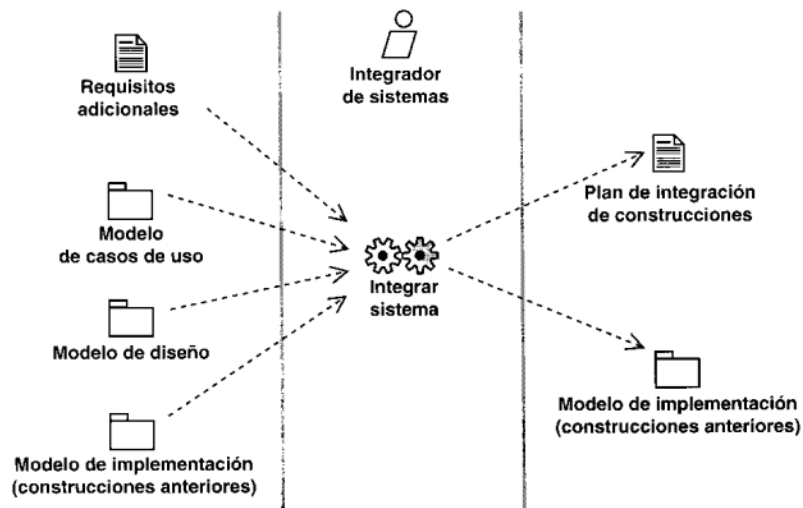 Requisitos
adicionales
Modelo
de casos de uso
Modelo de diseño
Modelo de implementación
(construcciones anteriores)
Integrador
de sistemas
Integrar
sistema
Plan de integración
de construcciones
Modelo de implementación
(construcciones anteriores)